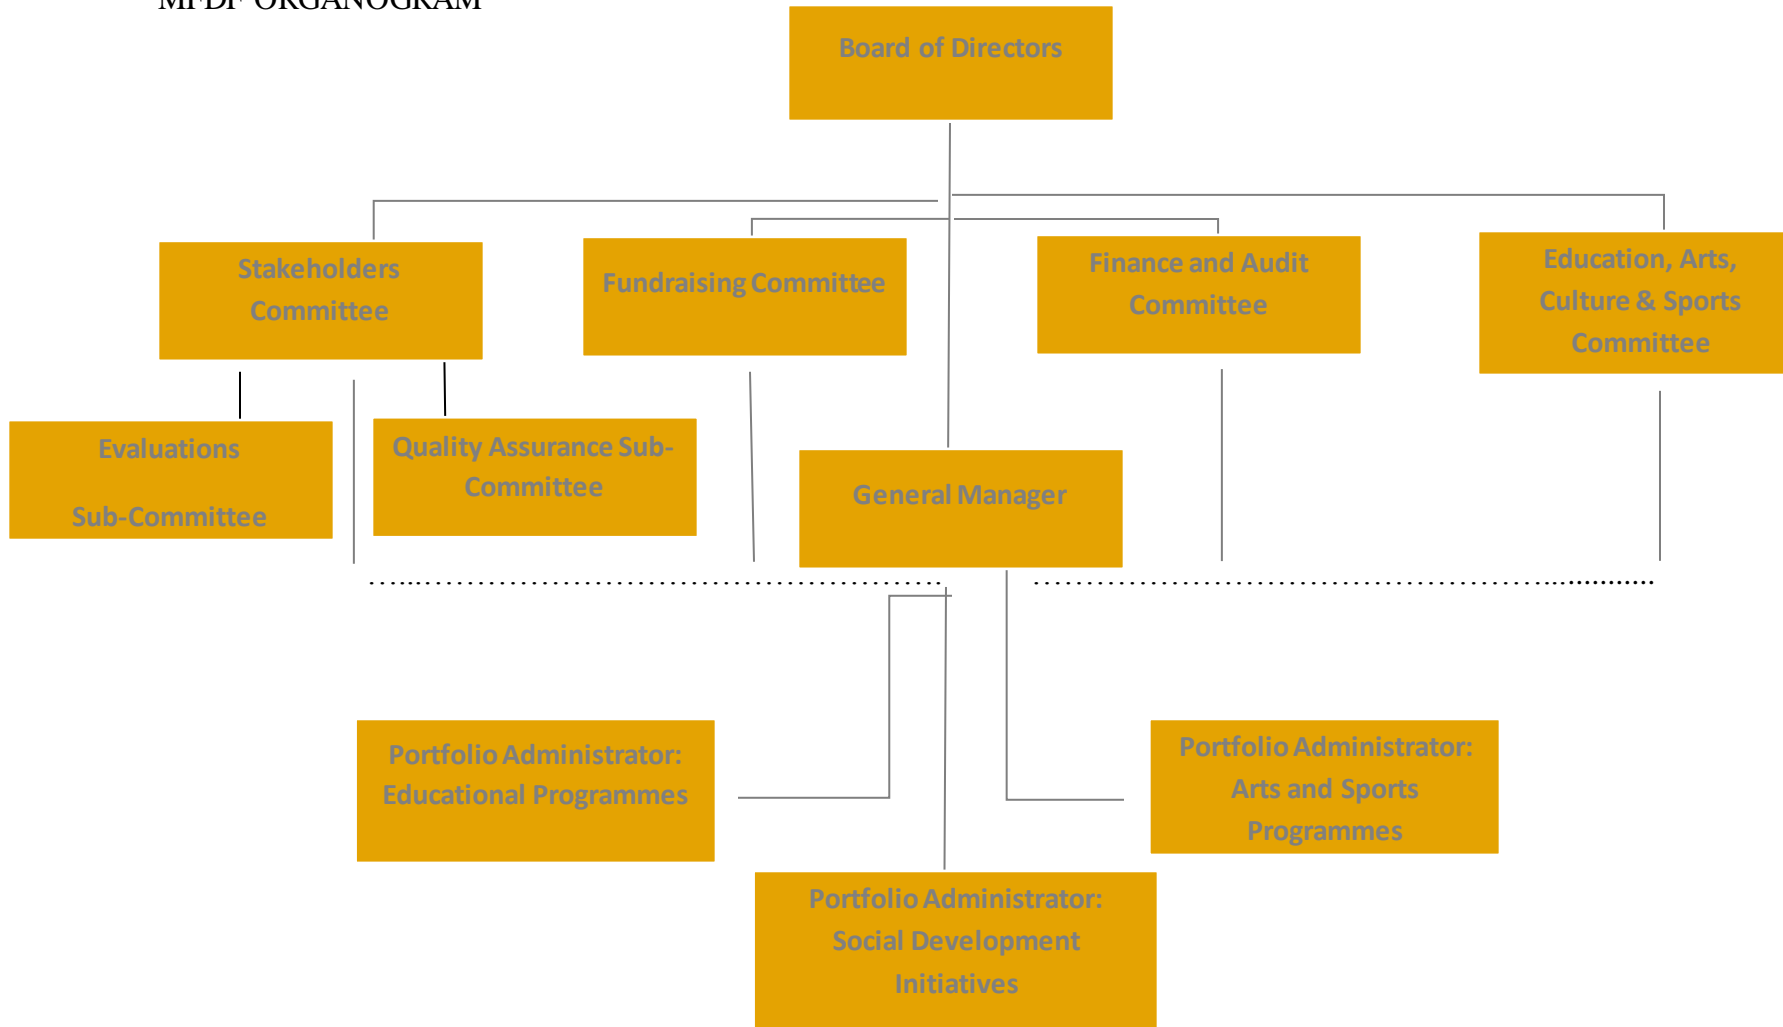 MFDF ORGANOGRAM
Board of Directors
Stakeholders
Committee
Fundraising Committee
Finance and Audit
Committee
Education, Arts,
Culture & Sports
Committee
Evaluations
Sub-Committee
Quality Assurance Sub-
Committee
General Manager
Portfolio Administrator:
Educational Programmes
Portfolio Administrator:
Arts and Sports
Programmes
Portfolio Administrator:
Social Development
Initiatives